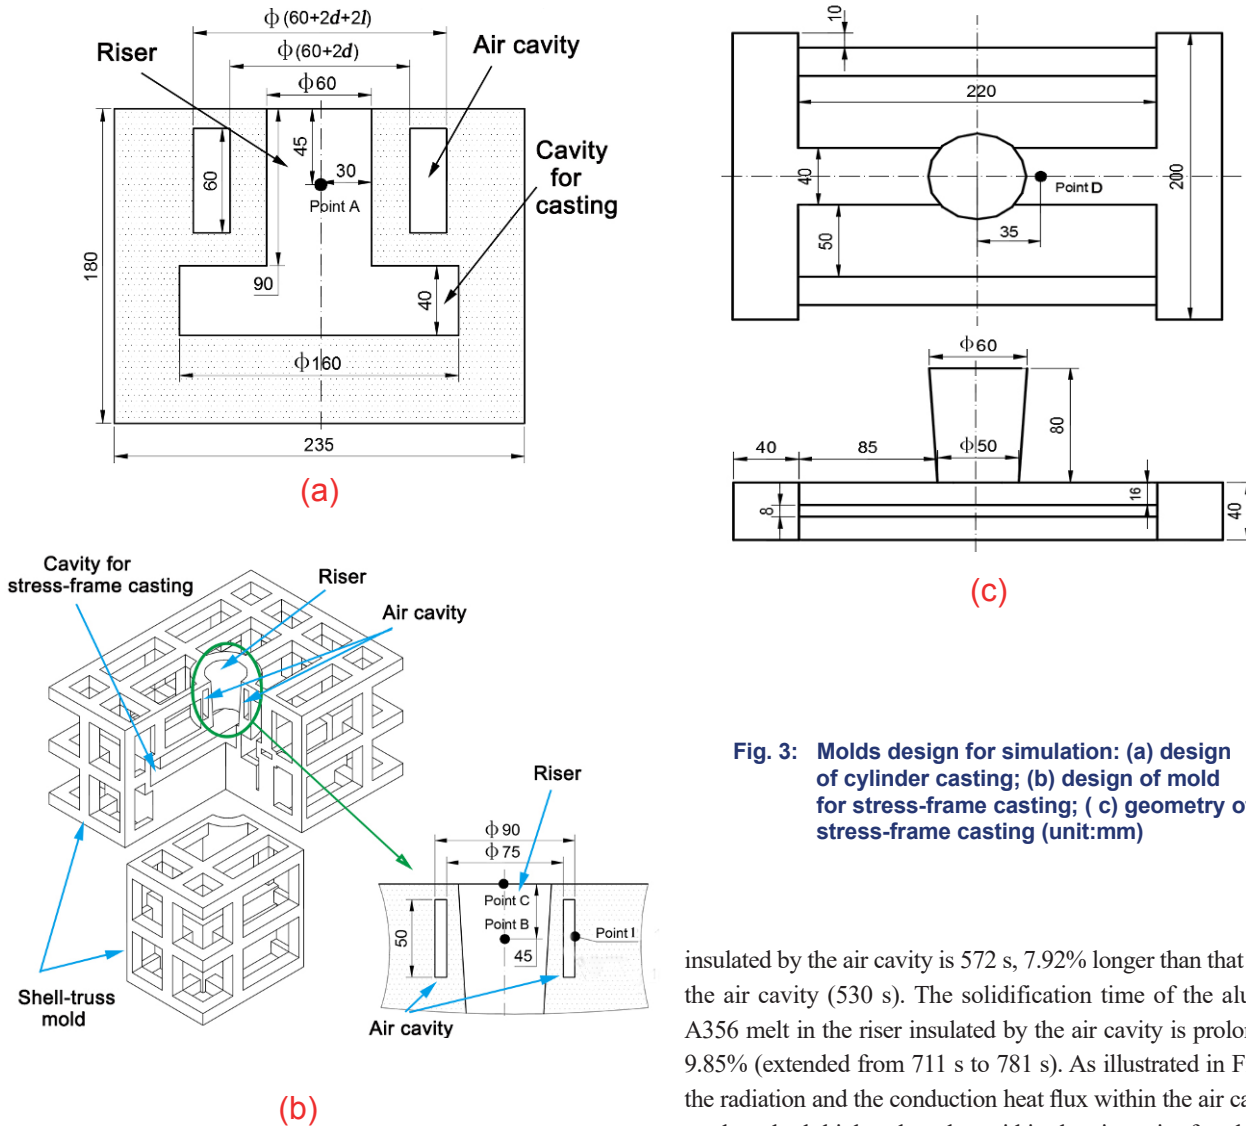 ϕ(60+2d+2l)
ϕ(60+2d)
ϕ60
Riser
Air cavity
Cavity
for
casting
45
30
Point A
60
180
90
40
ϕ160
235
(a)
10
220
40
200
Point D
50
35
ϕ60
80
40
85
ϕ50
16
8
40
(c)
Cavity for
stress-frame casting
Riser
Air cavity
Shell-truss
mold
Riser
ϕ90
ϕ75
Point C
Point B
Point 1
50
45
Air cavity
(b)
Fig. 3: Molds design for simulation: (a) design
of cylinder casting; (b) design of mold
for stress-frame casting; ( c) geometry o
stress-frame casting (unit:mm)
insulated by the air cavity is 572 s, 7.92% longer than that
the air cavity (530 s). The solidification time of the alu
A356 melt in the riser insulated by the air cavity is prolon
9.85% (extended from 711 s to 781 s). As illustrated in F
the radiation and the conduction heat flux within the air ca